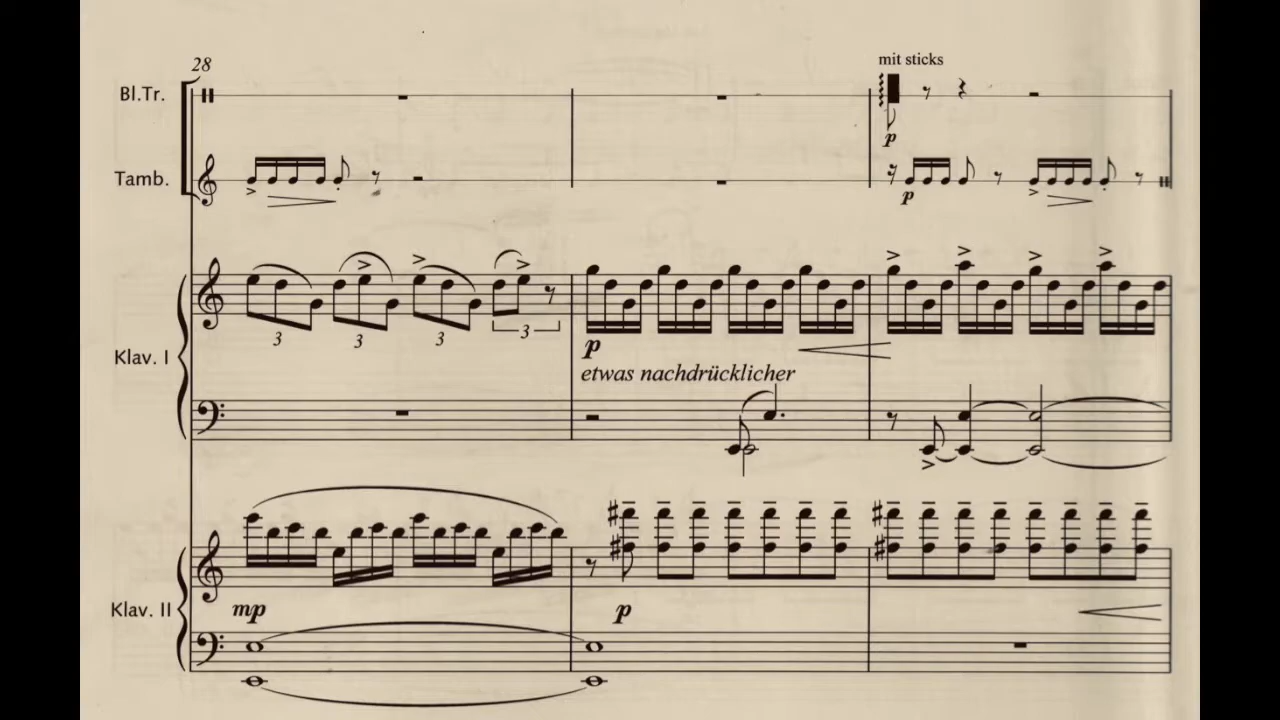 28
mit sticks
Bl.Tr.
p
Tamb.
p
3 3 3 3
p
Klav. I
etwas nachdrücklicher
Klav. II
mp
p